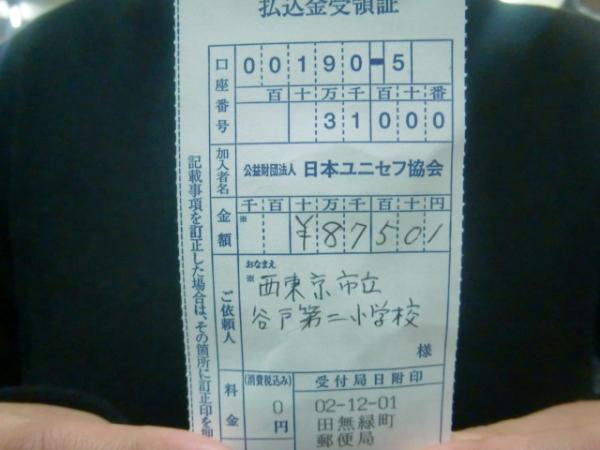 払込金受領証
口座番号
00190-5
百十万千百十番
31000
加入者名
公益財団法人 日本ユニセフ協会
金額
千百十万千百十円
※
¥87501
おなまえ
ご依頼人
※
西東京市立
谷戸第二小学校
様
料金
(消費税込み)
0
円
受付局日附印
02-12-01
田無緑町
郵便局
記載事項を訂正した場合は、その箇所に訂正印を押